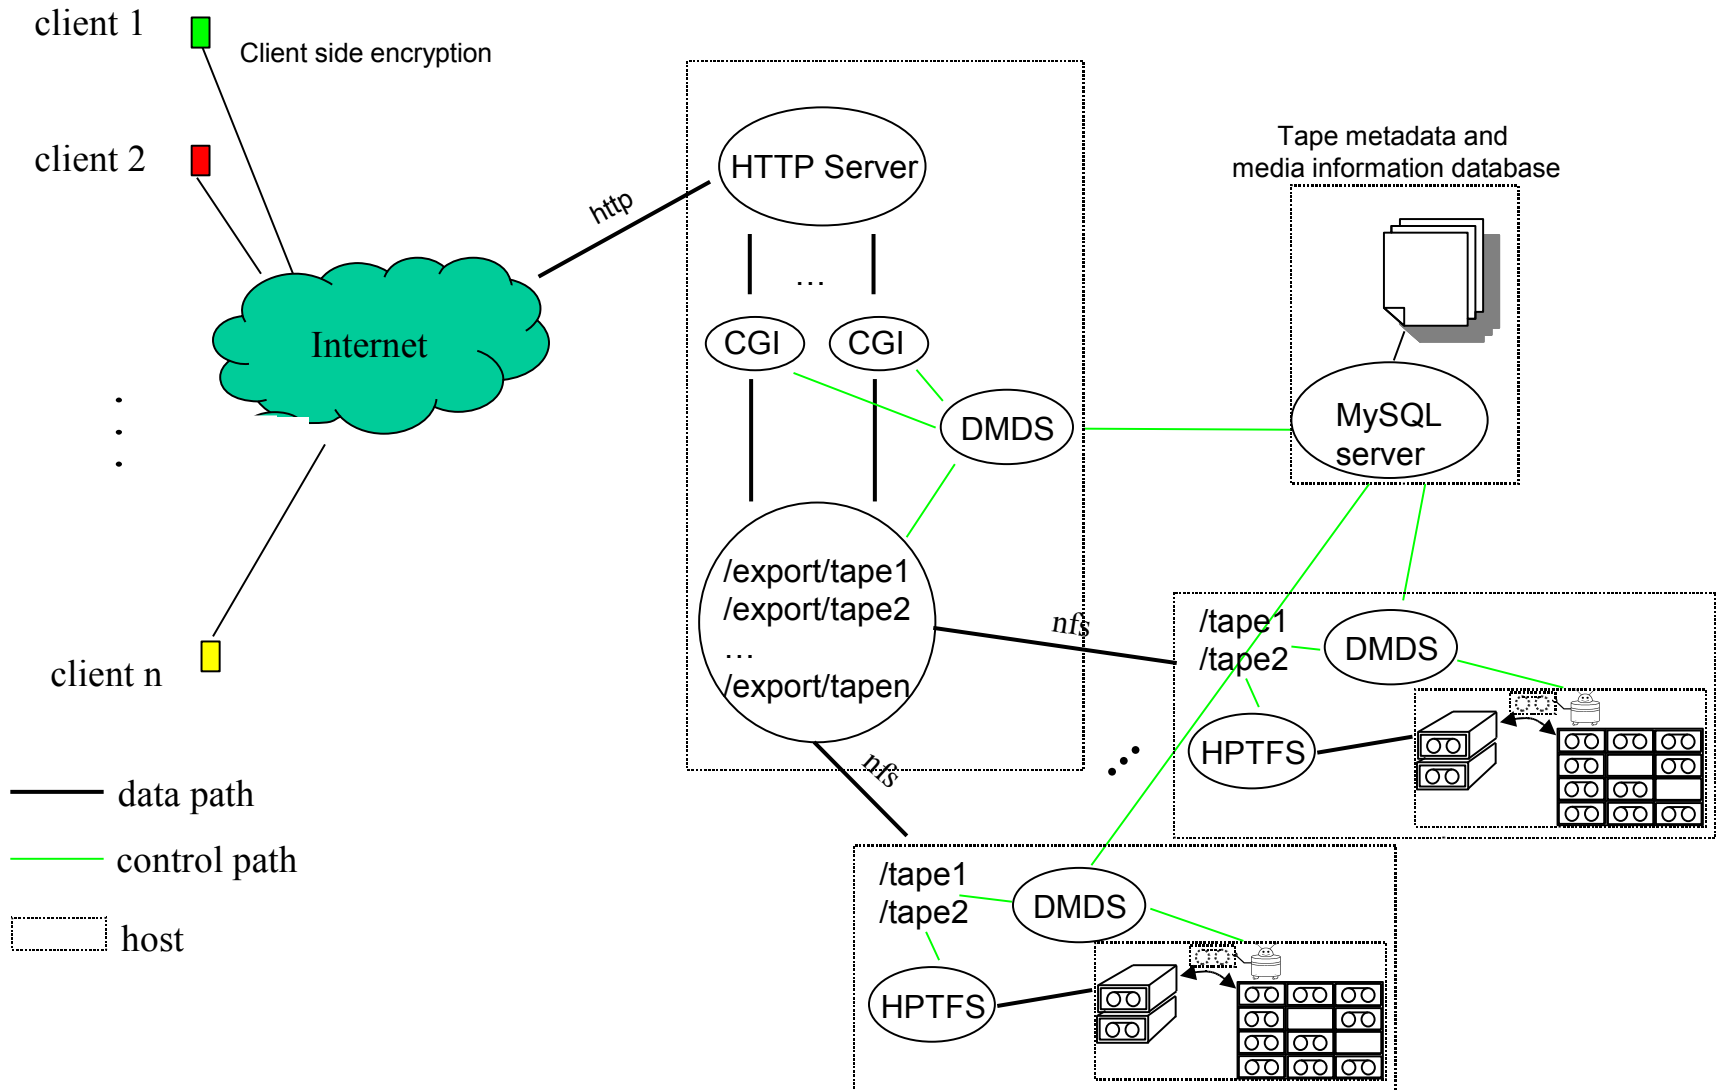 client 1
Client side encryption
client 2
client n
Internet
http
HTTP Server
...
CGI
CGI
DMDS
/export/tape1
/export/tape2
...
/export/tapen
nfs
nfs
Tape metadata and
media information database
MySQL
server
/tape1
/tape2
DMDS
HPTFS
/tape1
/tape2
DMDS
HPTFS
data path
control path
host